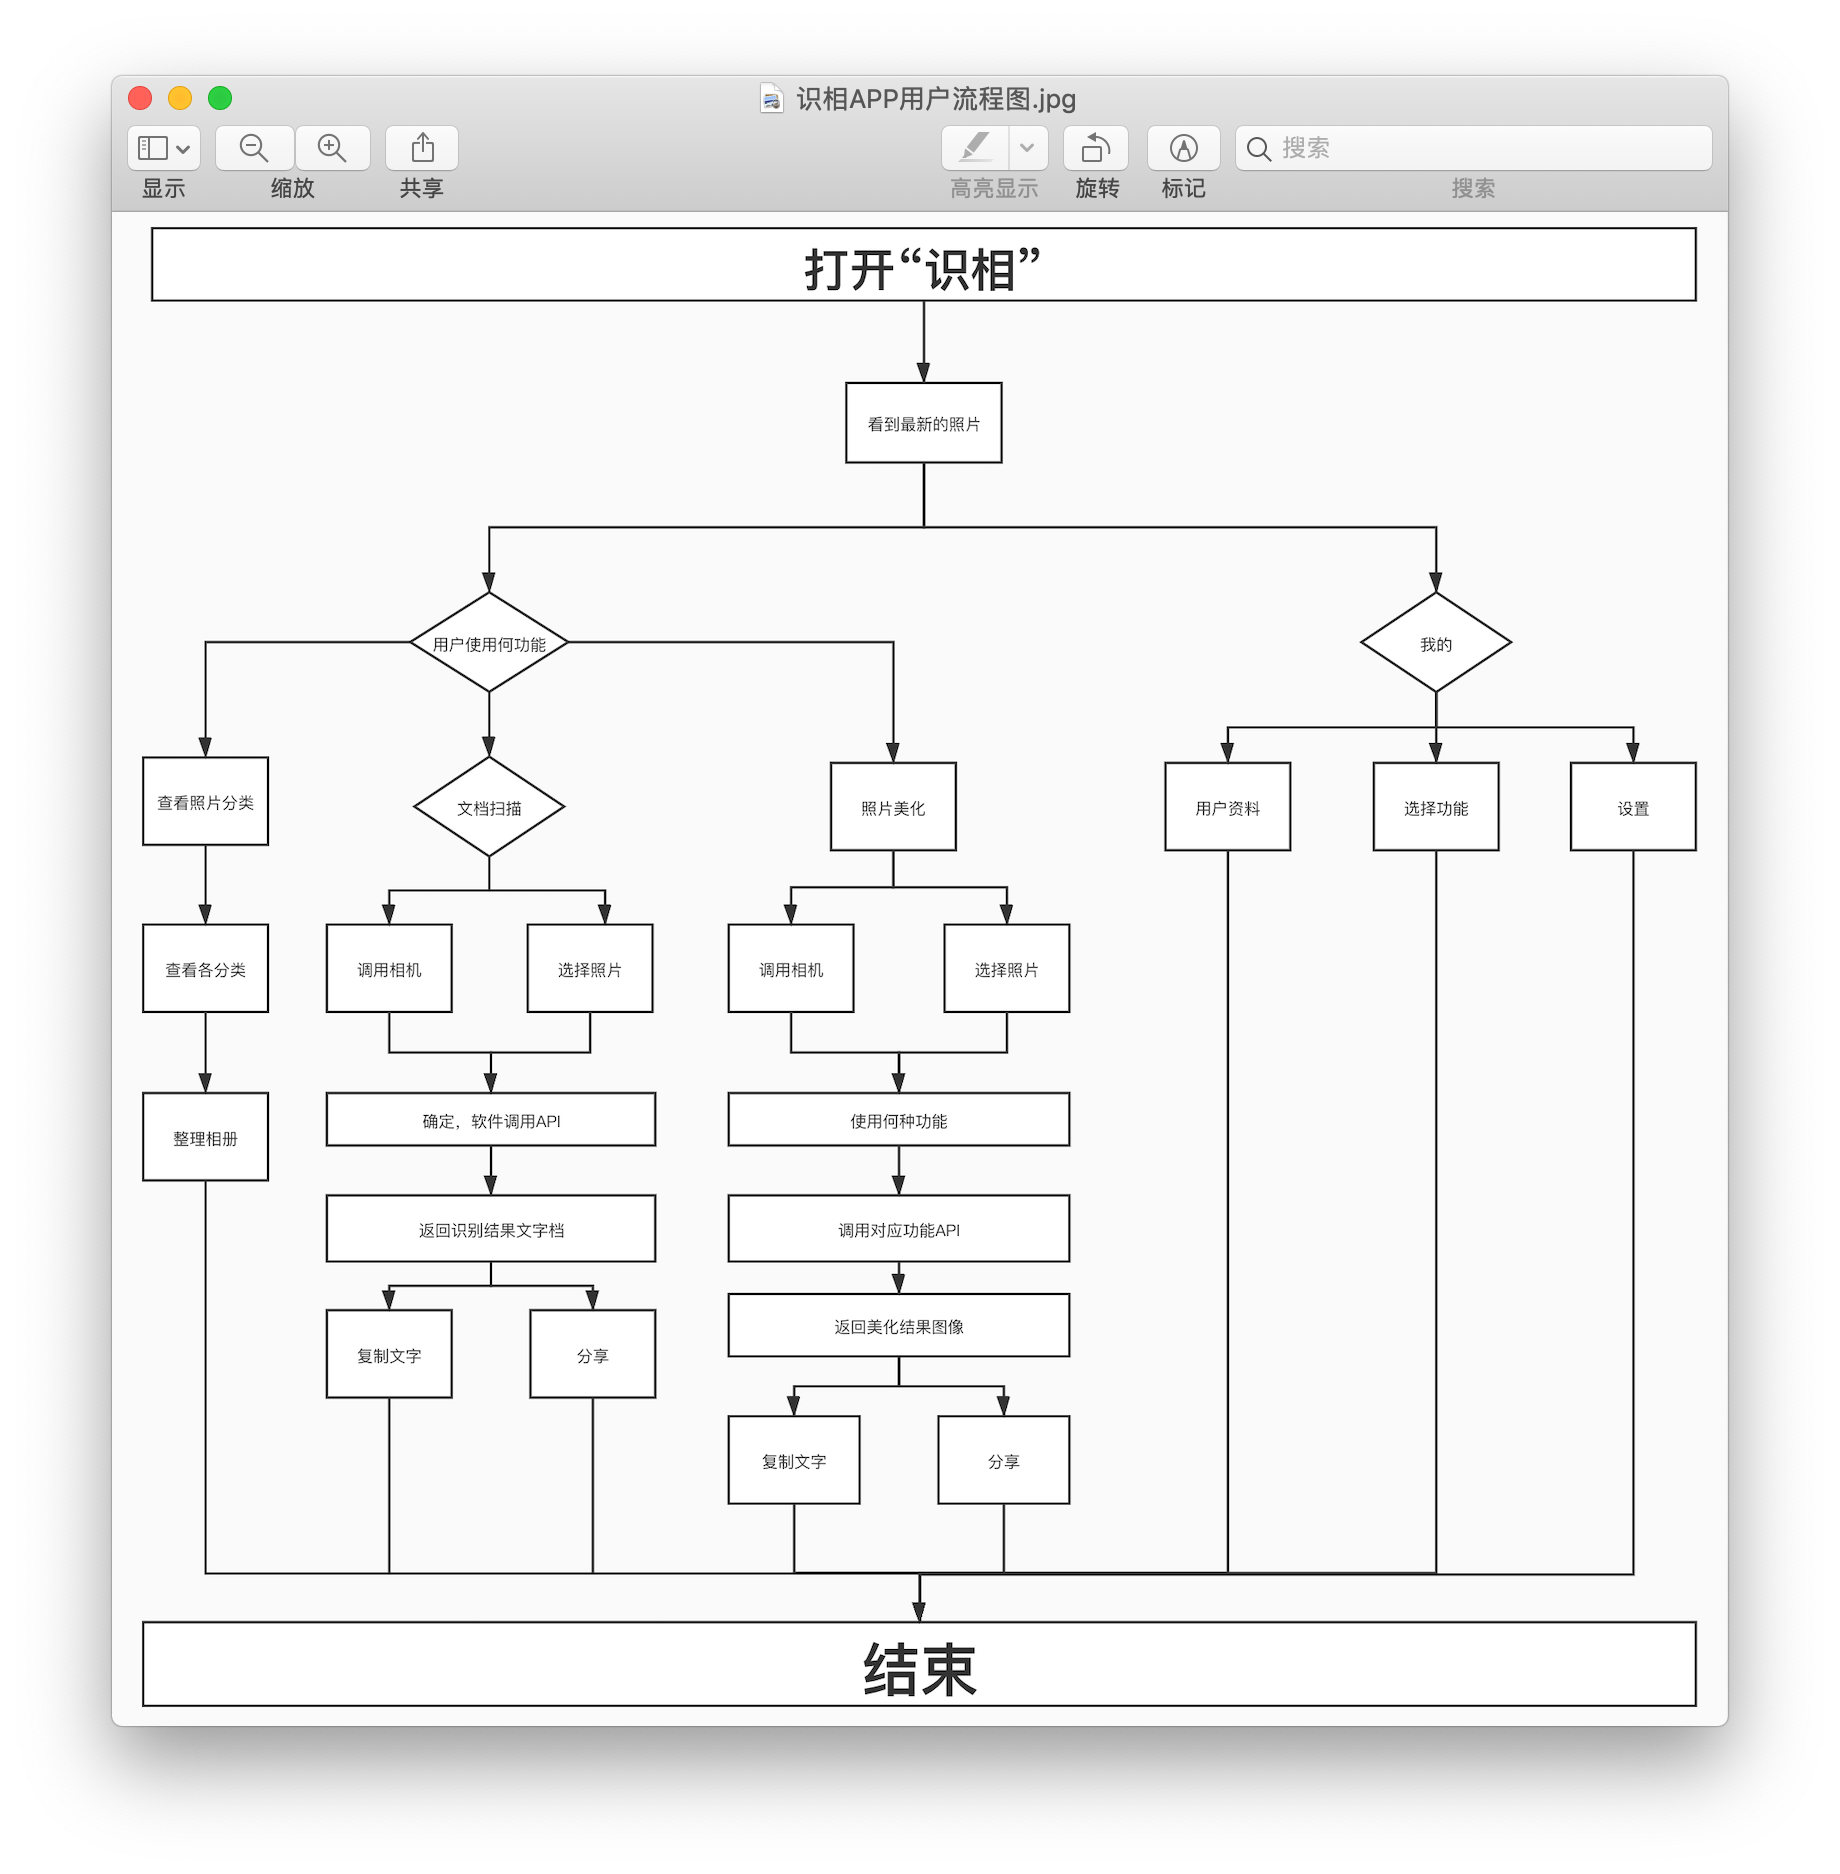 识相APP用户流程图.jpg
搜索
显示 缩放 共享 高亮显示 旋转 标记 搜索
打开“识相”
看到最新的照片
用户使用何功能 我的
查看照片分类 文档扫描 照片美化 用户资料 选择功能 设置
查看各分类 调用相机 选择照片 调用相机 选择照片
整理相册 确定，软件调用API 使用何种功能
返回识别结果文字档 调用对应功能API
返回美化结果图像
复制文字 分享
复制文字 分享
结束